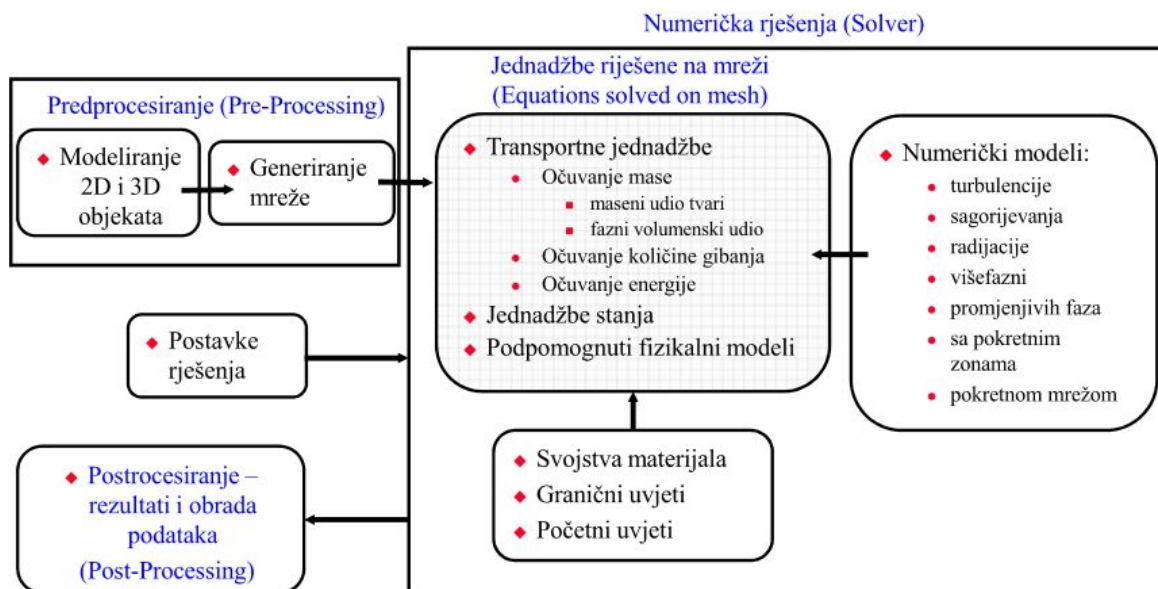 Numerička rješenja (Solver)
Predprocesiranje (Pre-Processing)
Modeliranje
2D i 3D
objekata
Generiranje
mreže
Jednadžbe riješene na mreži
(Equations solved on mesh)
Transportne jednadžbe
Očuvanje mase
maseni udio tvari
fazni volumenski udio
Očuvanje količine gibanja
Očuvanje energije
Jednadžbe stanja
Podpomognuti fizikalni modeli
Numerički modeli:
turbulencije
sagorijevanja
radijacije
višefazni
promjenjivih faza
sa pokretnim
zonama
pokretnom mrežom
Postavke
rješenja
Svojstva materijala
Granični uvjeti
Početni uvjeti
Postrocesiranje –
rezultati i obrada
podataka
(Post-Processing)